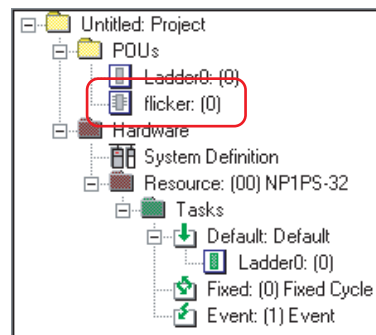 Untitled: Project
POUs
Ladder0: (0)
flicker: (0)
Hardware
System Definition
Resource: (00) NP1PS-32
Tasks
Default: Default
Ladder0: (0)
Fixed: (0) Fixed Cycle
Event: (1) Event